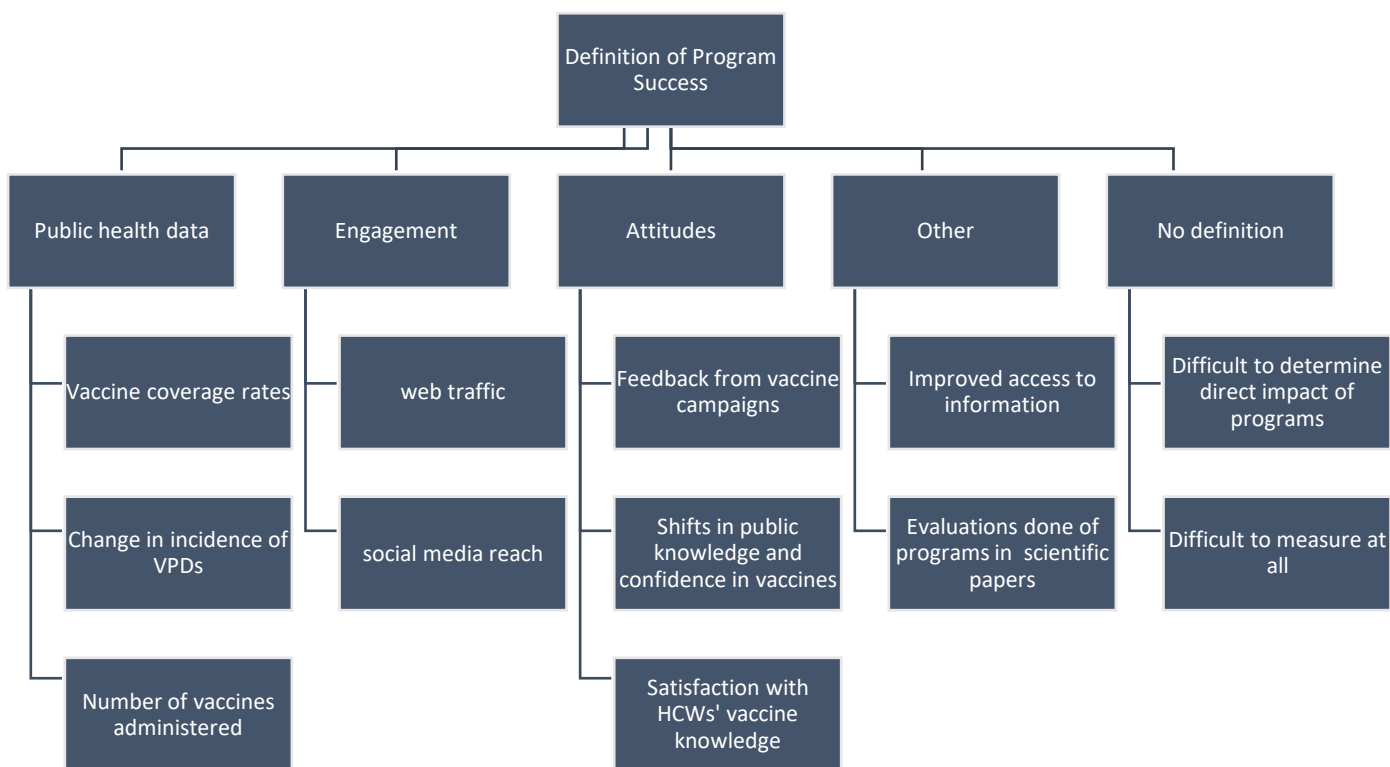 Definition of Program
Success
Public health data
Engagement
Attitudes
Other
No definition
Vaccine coverage rates
web traffic
Feedback from vaccine
campaigns
Improved access to
information
Difficult to determine
direct impact of
programs
Change in incidence of
VPDs
social media reach
Shifts in public
knowledge and
confidence in vaccines
Evaluations done of
programs in  scientific
papers
Difficult to measure at
all
Number of vaccines
administered
Satisfaction with
HCWs' vaccine
knowledge